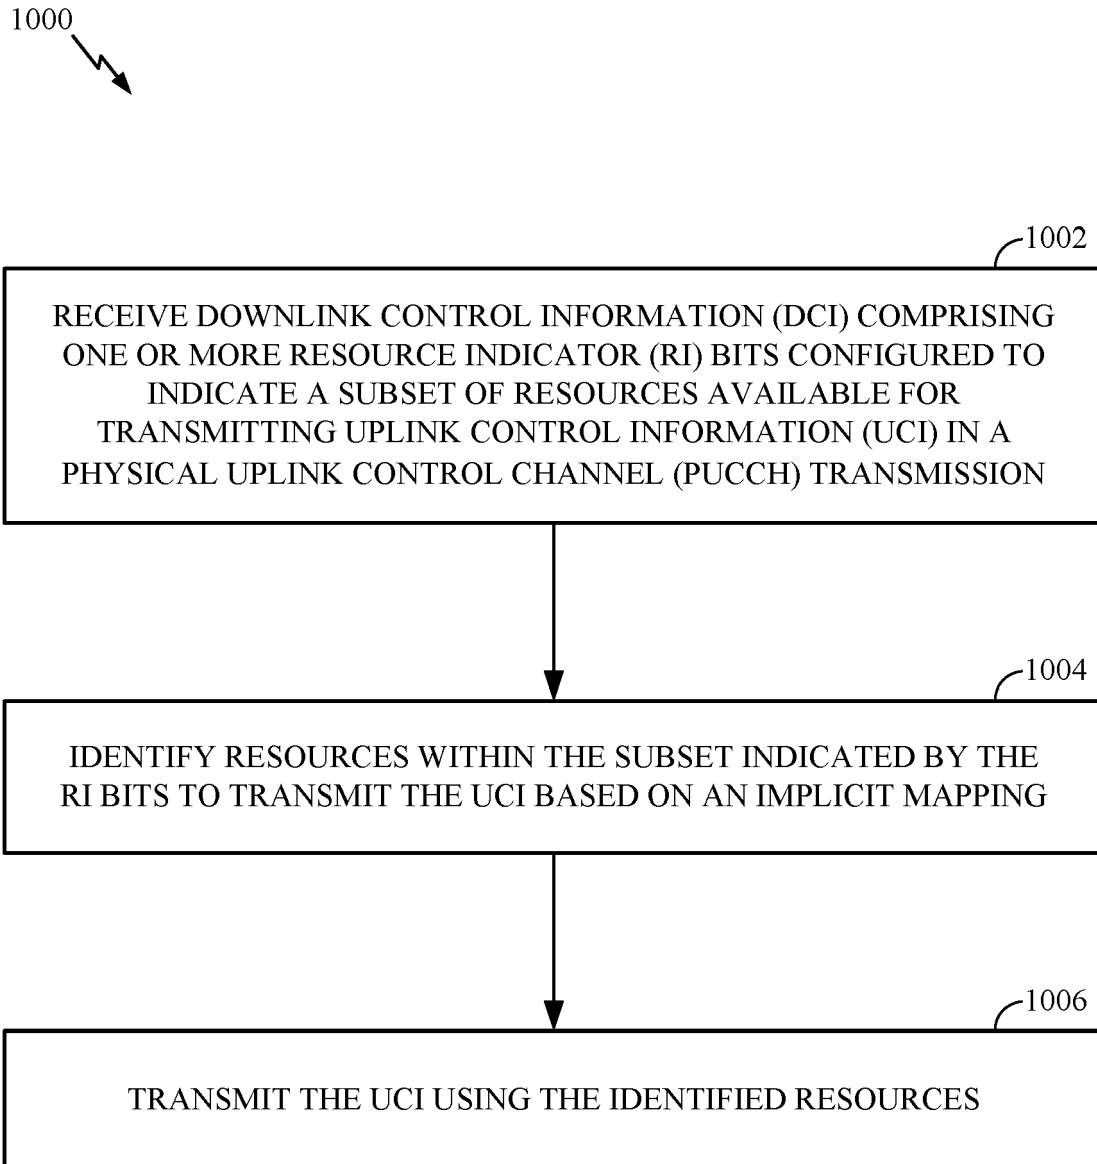 1000
1002
RECEIVE DOWNLINK CONTROL INFORMATION (DCI) COMPRISING
ONE OR MORE RESOURCE INDICATOR (RI) BITS CONFIGURED TO
INDICATE A SUBSET OF RESOURCES AVAILABLE FOR
TRANSMITTING UPLINK CONTROL INFORMATION (UCI) IN A
PHYSICAL UPLINK CONTROL CHANNEL (PUCCH) TRANSMISSION
1004
IDENTIFY RESOURCES WITHIN THE SUBSET INDICATED BY THE
RI BITS TO TRANSMIT THE UCI BASED ON AN IMPLICIT MAPPING
1006
TRANSMIT THE UCI USING THE IDENTIFIED RESOURCES